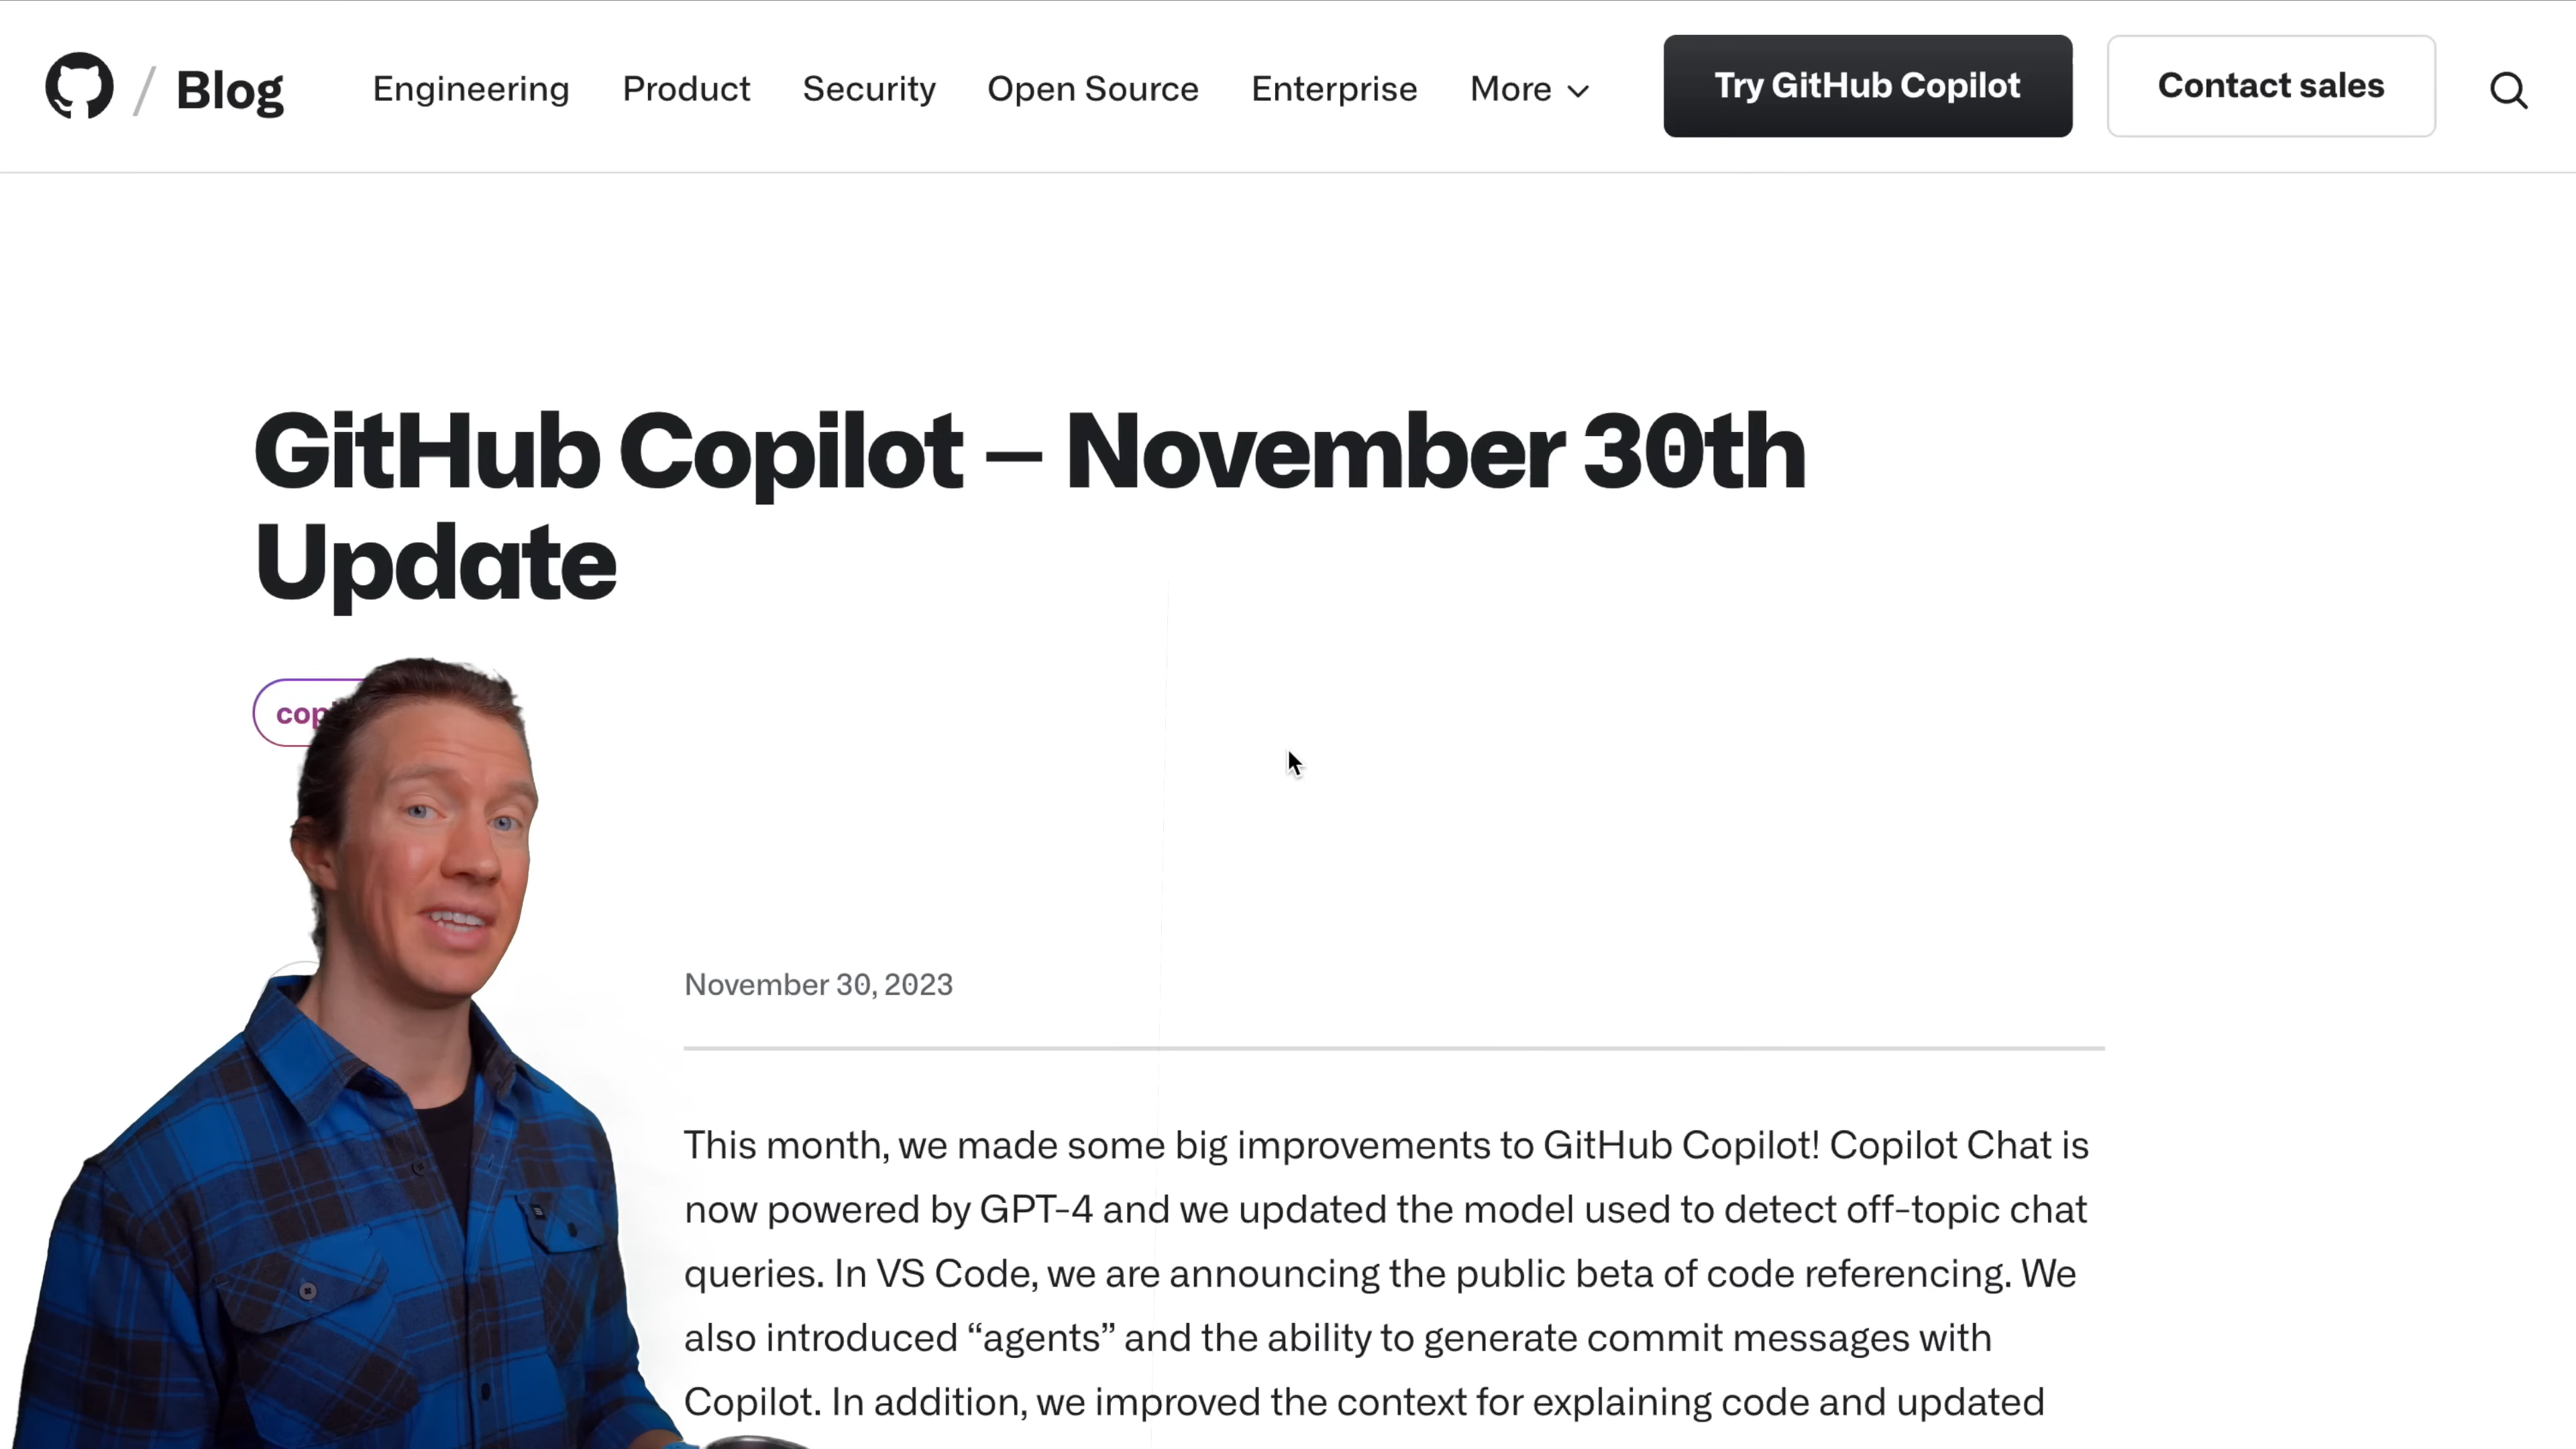 / Blog Engineering Product Security Open Source Enterprise More Try GitHub Copilot Contact sales
GitHub Copilot – November 30th
Update
November 30, 2023
This month, we made some big improvements to GitHub Copilot! Copilot Chat is
now powered by GPT-4 and we updated the model used to detect off-topic chat
queries. In VS Code, we are announcing the public beta of code referencing. We
also introduced “agents” and the ability to generate commit messages with
Copilot. In addition, we improved the context for explaining code and updated